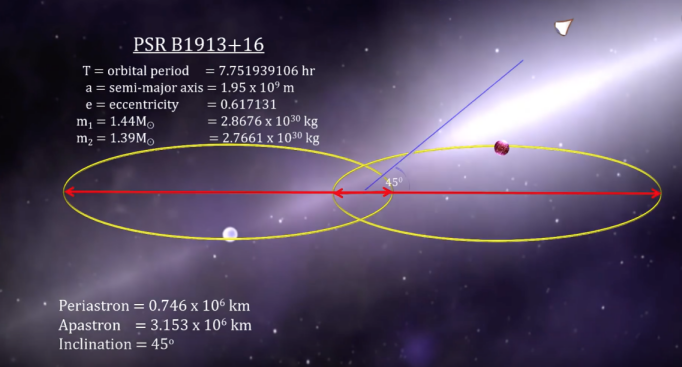 PSR B1913+16
T = orbital period = 7.751939106 hr
a = semi-major axis = 1.95 x 10⁹ m
e = eccentricity = 0.617131
m₁ = 1.44M☉ = 2.8676 x 10³⁰ kg
m₂ = 1.39M☉ = 2.7661 x 10³⁰ kg
45⁰
Periastron = 0.746 x 10⁶ km
Apastron = 3.153 x 10⁶ km
Inclination = 45⁰